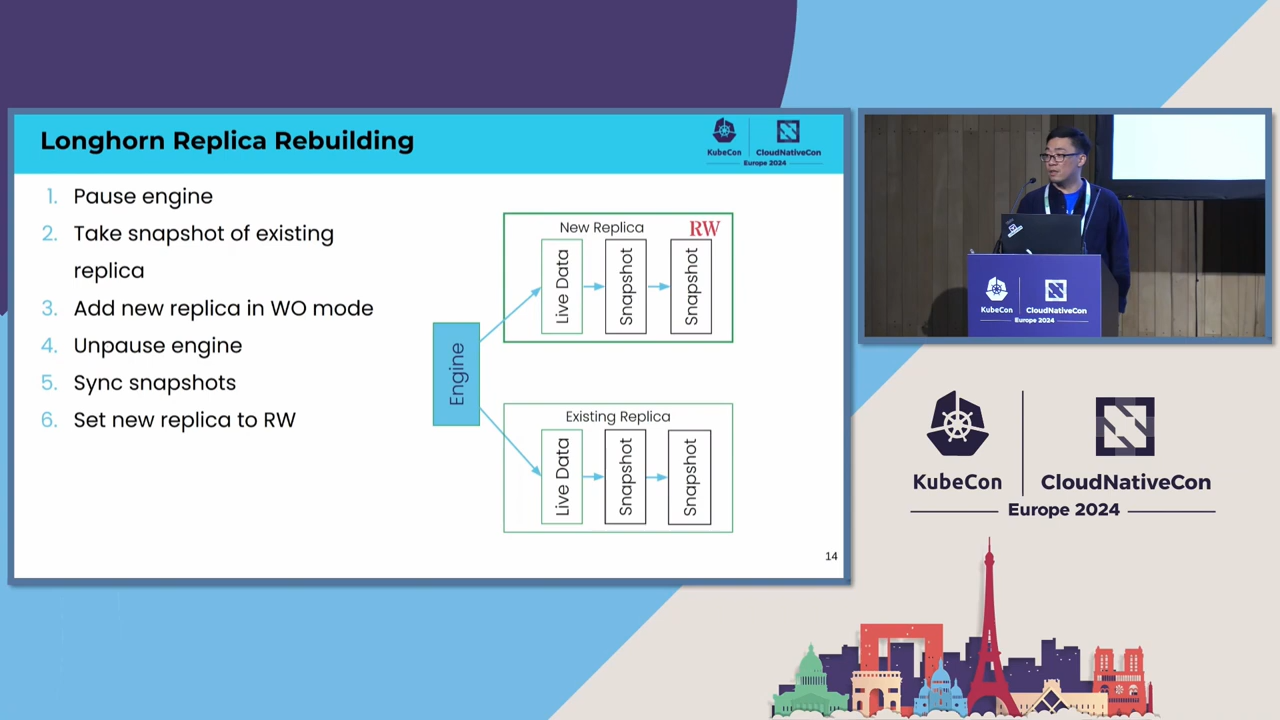 Longhorn Replica Rebuilding
KubeCon
CloudNativeCon
Europe 2024
1. Pause engine
2. Take snapshot of existing
replica
3. Add new replica in WO mode
4. Unpause engine
5. Sync snapshots
6. Set new replica to RW
New Replica
RW
Live Data
Snapshot
Snapshot
Engine
Existing Replica
Live Data
Snapshot
Snapshot
14
KubeCon
CloudNativeCon
Europe 2024
KubeCon
CloudNativeCon
Europe 2024